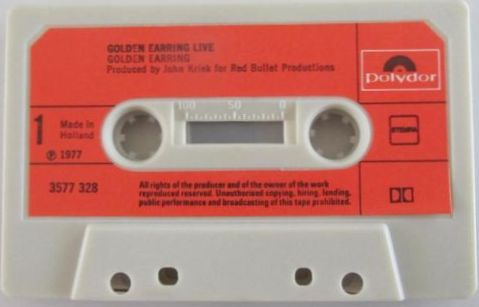 GOLDEN EARRING LIVE
GOLDEN EARRING
Produced by John Kriek for Red Bullet Productions
Polydor
100 50 0
1
Made in
Holland
STEMRA
℗ 1977
3577 328
All rights of the producer and of the owner of the work
reproduced reserved. Unauthorised copying, hiring, lending,
public performance and broadcasting of this tape prohibited.